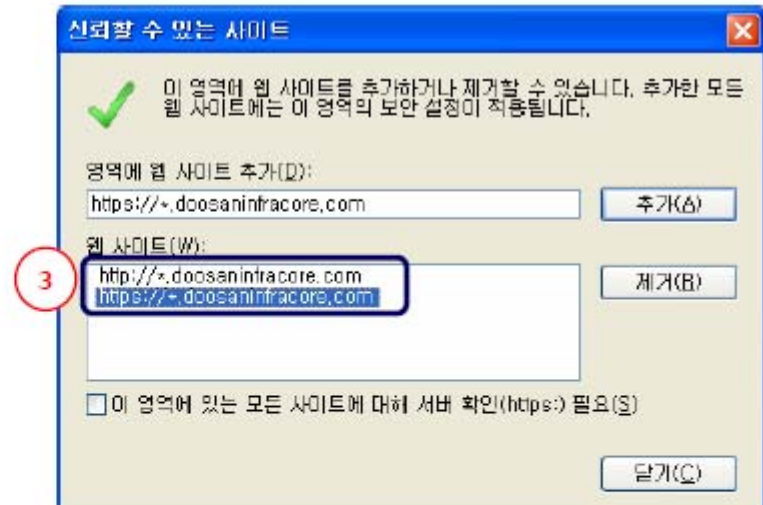 신뢰할 수 있는 사이트
이 영역에 웹 사이트를 추가하거나 제거할 수 있습니다. 추가한 모든
웹 사이트에는 이 영역의 보안 설정이 적용됩니다.
영역에 웹 사이트 추가(D):
https://*.doosaninfracore.com
추가(A)
웹 사이트(W):
3
http://*.doosaninfracore.com
https://*.doosaninfracore.com
제거(R)
이 영역에 있는 모든 사이트에 대해 서버 확인(https:) 필요(S)
닫기(C)